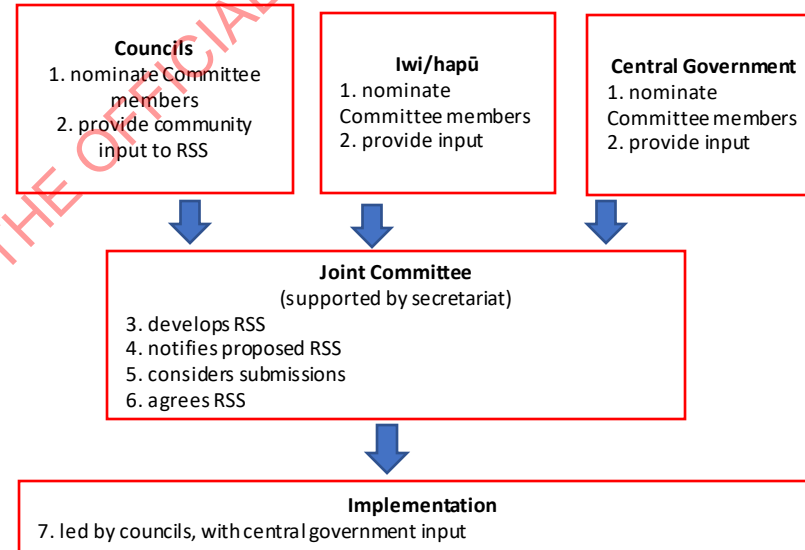 THE OFFICIAL
Councils
1. nominate Committee
members
2. provide community
input to RSS
Iwi/hapū
1. nominate
Committee members
2. provide input
Central Government
1. nominate
Committee members
2. provide input
Joint Committee
(supported by secretariat)
3. develops RSS
4. notifies proposed RSS
5. considers submissions
6. agrees RSS
Implementation
7. led by councils, with central government input